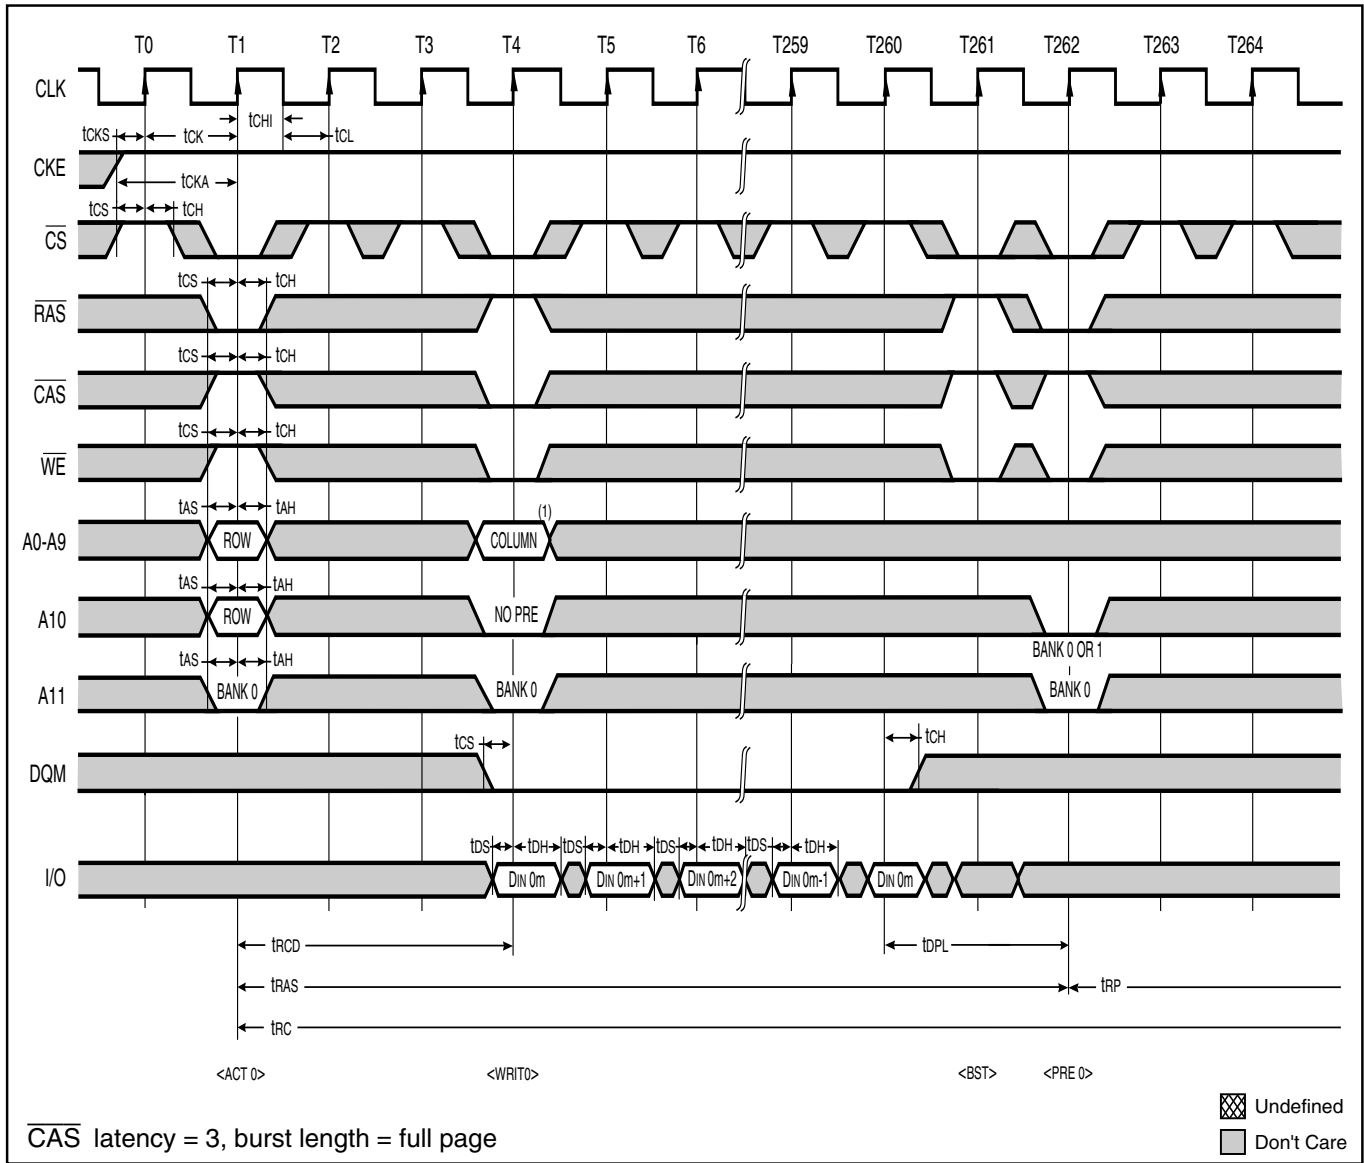 T0 T1 T2 T3 T4 T5 T6 T259 T260 T261 T262 T263 T264
CLK
tCHI
tCKS tCK tCL
CKE
tCKA
tCS tCH
CS
tCS tCH
RAS
tCS tCH
CAS
tCS tCH
WE
tAS tAH
(1)
A0-A9 ROW COLUMN
tAS tAH
A10 ROW NO PRE
BANK 0 OR 1
tAS tAH
A11 BANK 0 BANK 0 BANK 0
tCS tCH
DQM
tDS tDH tDS tDH tDS tDH tDS tDH
I/O DIN 0m DIN 0m+1 DIN 0m+2 DIN 0m-1 DIN 0m
tRCD tDPL
tRAS tRP
tRC
<ACT 0> <WRIT0> <BST> <PRE 0>
Undefined
CAS latency = 3, burst length = full page
Don't Care